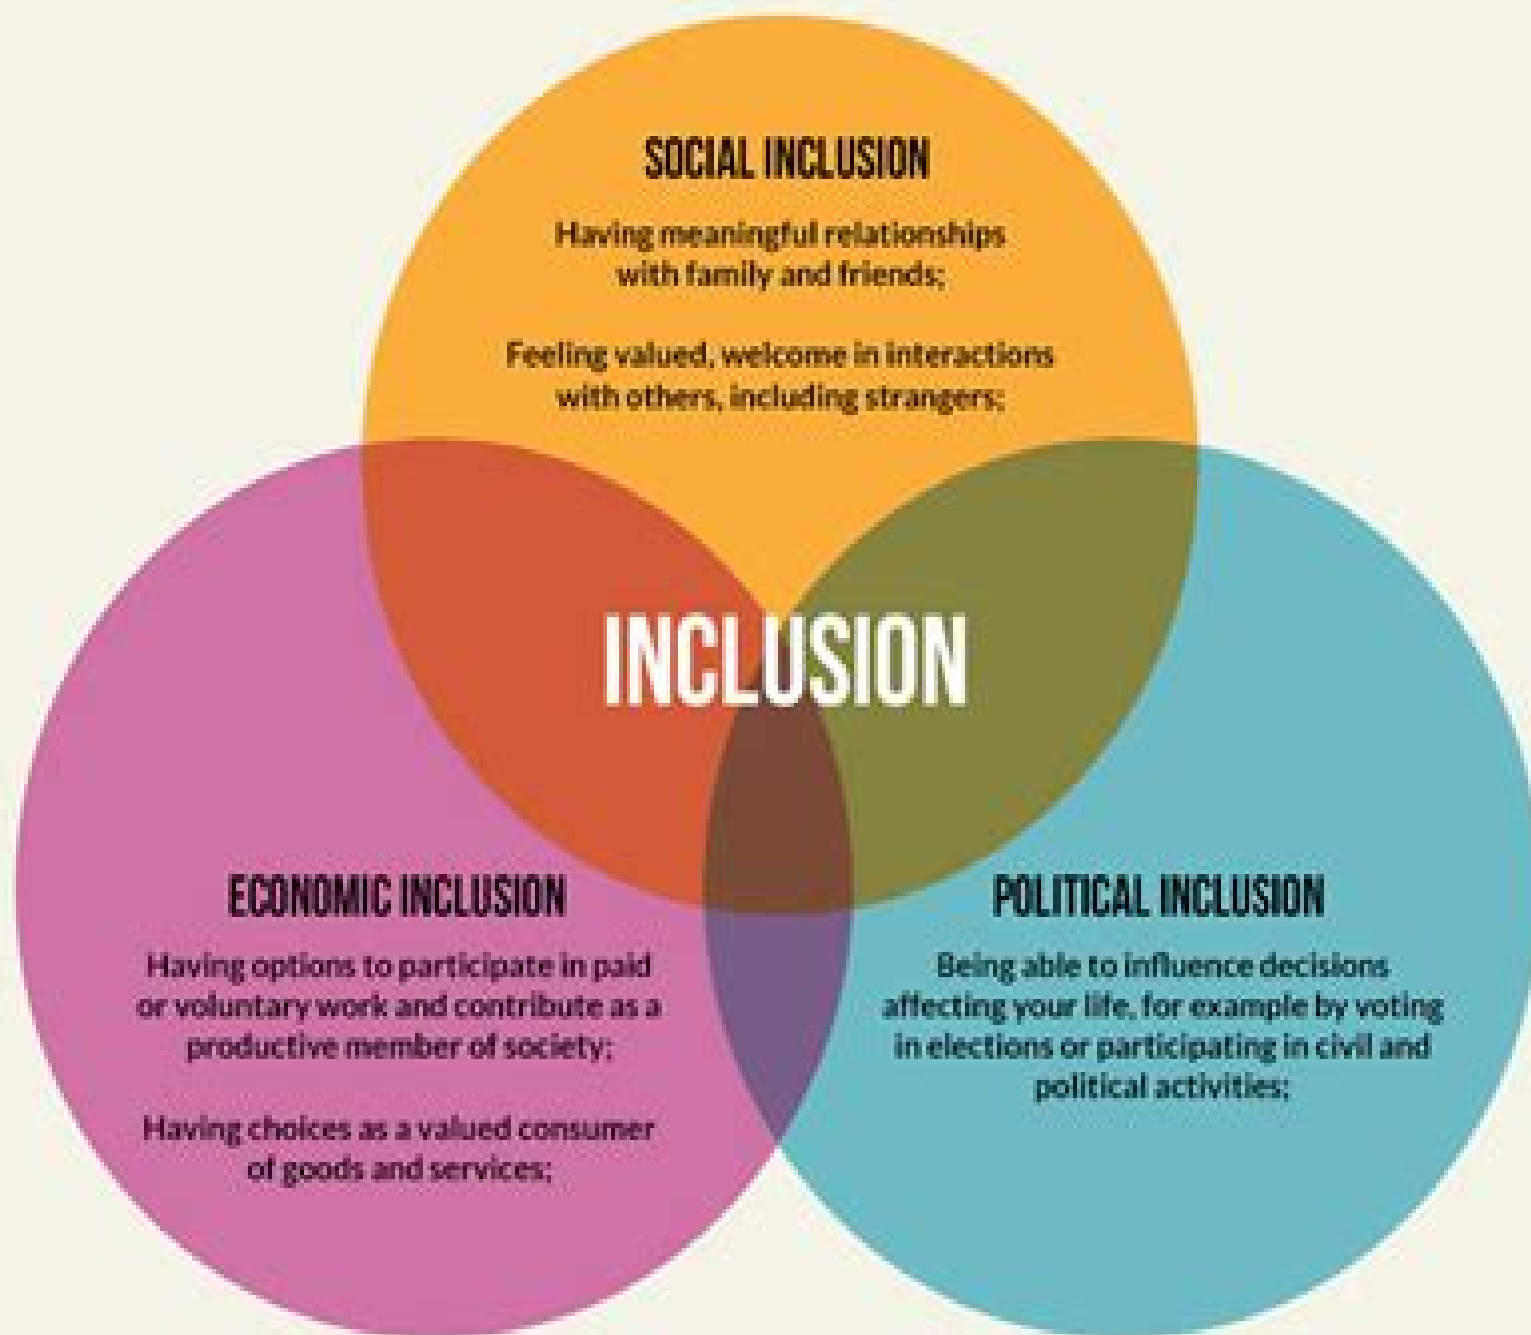 SOCIAL INCLUSION
Having meaningful relationships
with family and friends;
Feeling valued, welcome in interactions
with others, including strangers;
INCLUSION
ECONOMIC INCLUSION
Having options to participate in paid
or voluntary work and contribute as a
productive member of society;
Having choices as a valued consumer
of goods and services;
POLITICAL INCLUSION
Being able to influence decisions
affecting your life, for example by voting
in elections or participating in civil and
political activities;